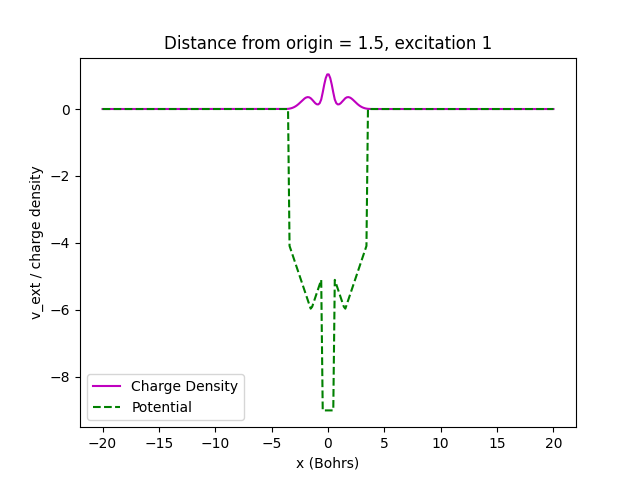 Distance from origin = 1.5, excitation 1
v_ext / charge density
0
−2
−4
−6
−8
Charge Density
Potential
−20 −15 −10 −5 0 5 10 15 20
x (Bohrs)